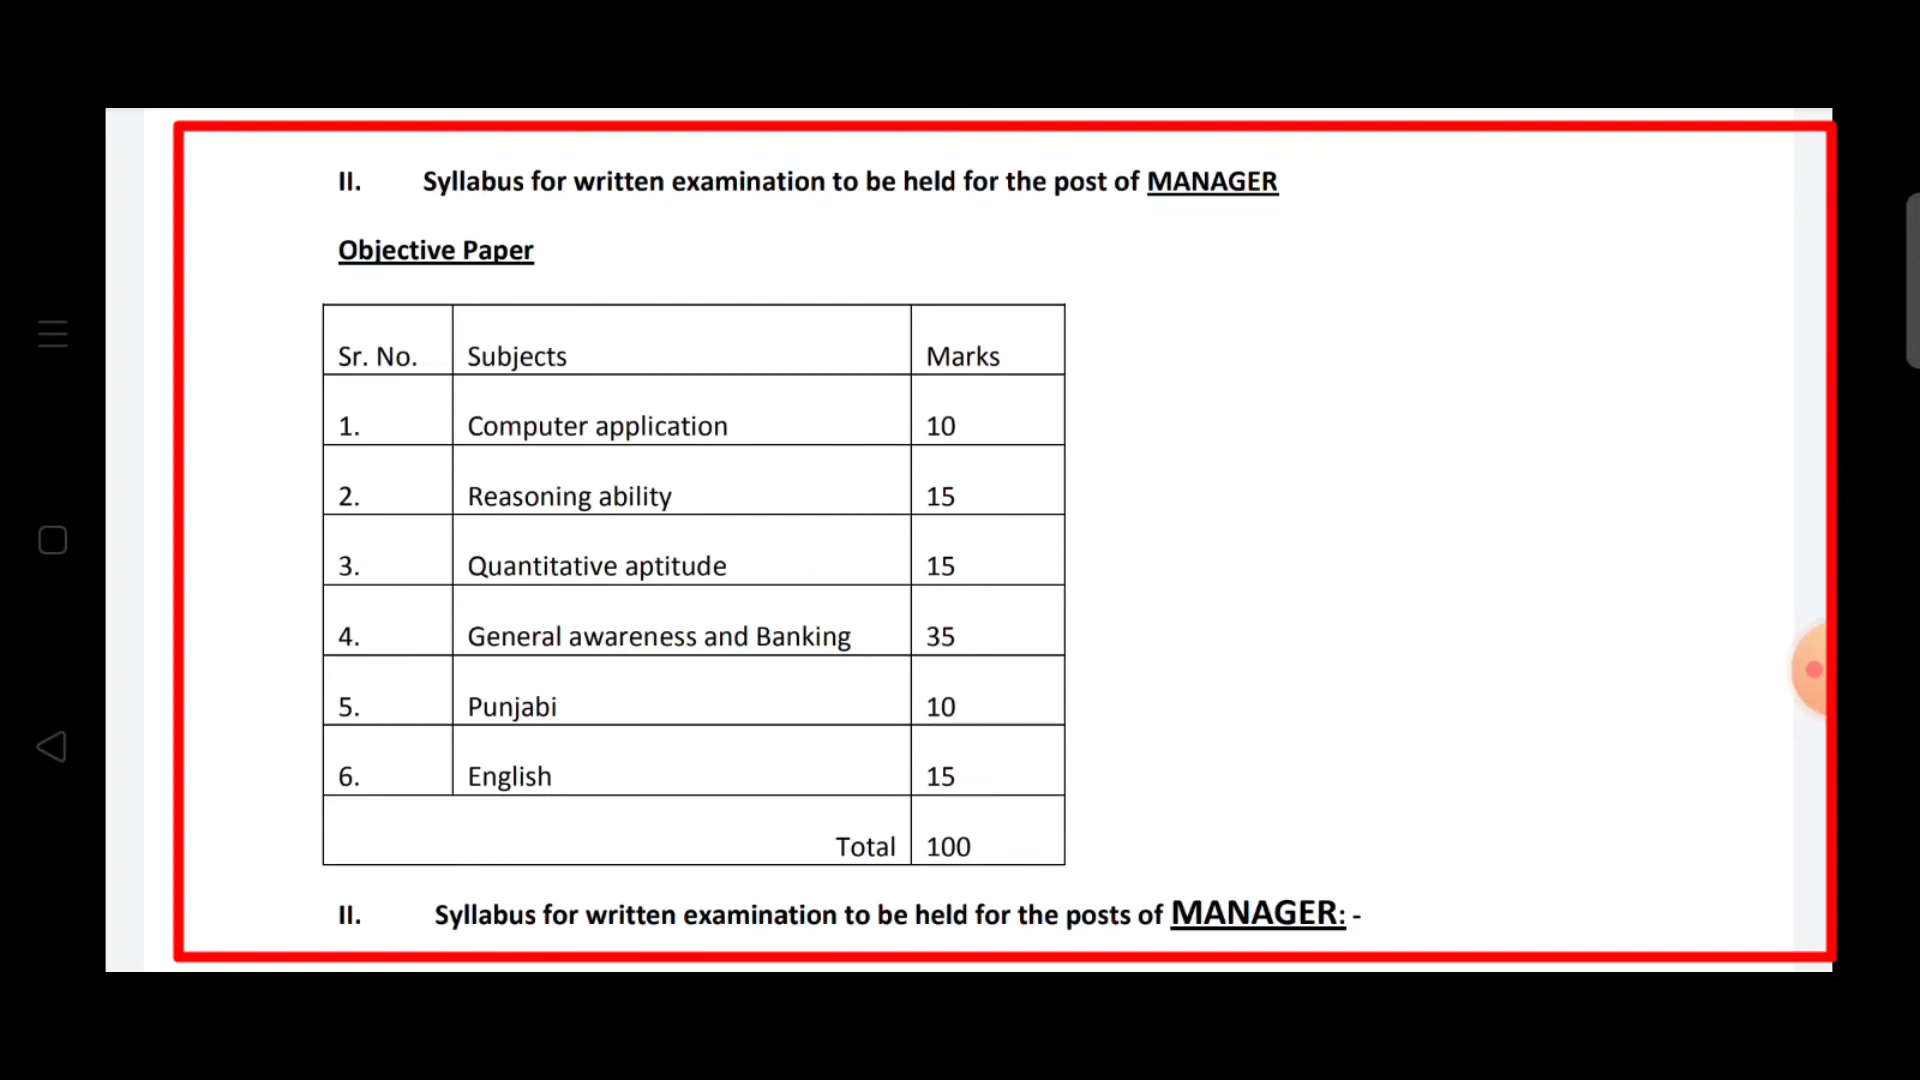 II. Syllabus for written examination to be held for the post of MANAGER
Objective Paper
Sr. No. Subjects Marks
1. Computer application 10
2. Reasoning ability 15
3. Quantitative aptitude 15
4. General awareness and Banking 35
5. Punjabi 10
6. English 15
Total 100
II. Syllabus for written examination to be held for the posts of MANAGER: -